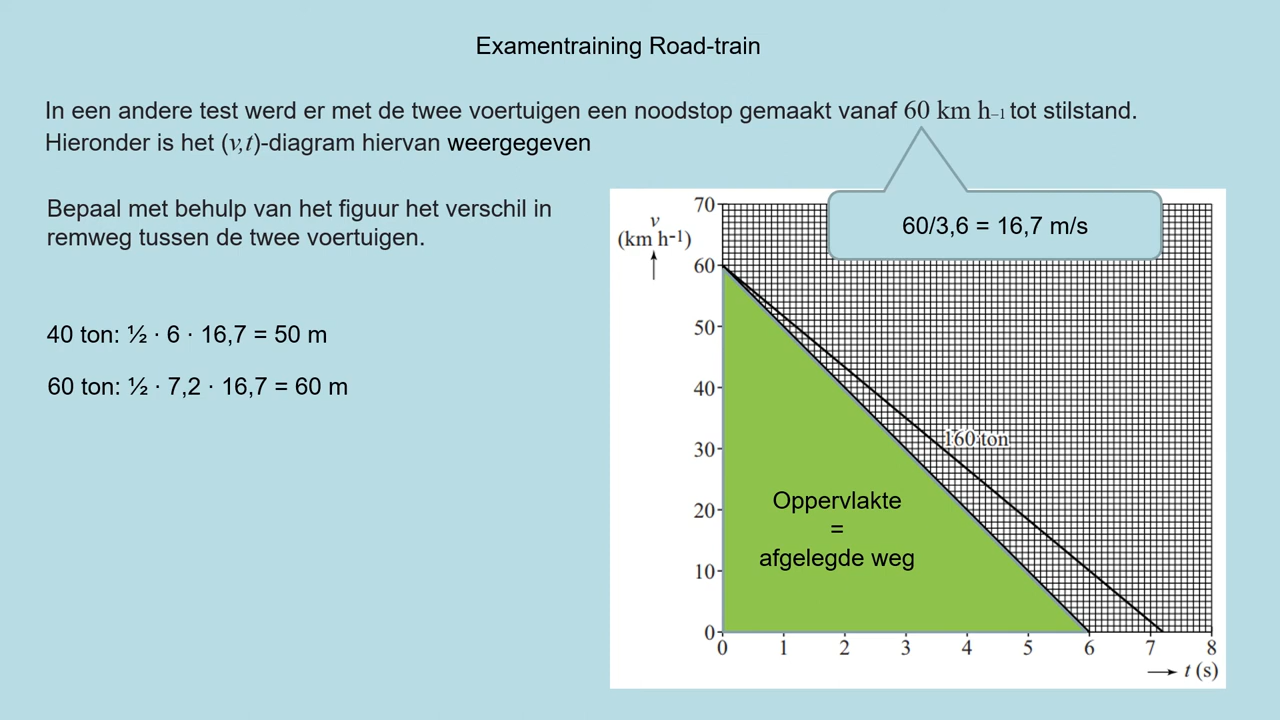 Examentraining Road-train
In een andere test werd er met de twee voertuigen een noodstop gemaakt vanaf 60 km h–1 tot stilstand.
Hieronder is het (v,t)-diagram hiervan weergegeven
Bepaal met behulp van het figuur het verschil in
remweg tussen de twee voertuigen.
40 ton: ½ · 6 · 16,7 = 50 m
60 ton: ½ · 7,2 · 16,7 = 60 m
60/3,6 = 16,7 m/s
v
(km h-1)
70
60
50
40
30
20
10
0
160 ton
Oppervlakte
=
afgelegde weg
0 1 2 3 4 5 6 7 8
t (s)